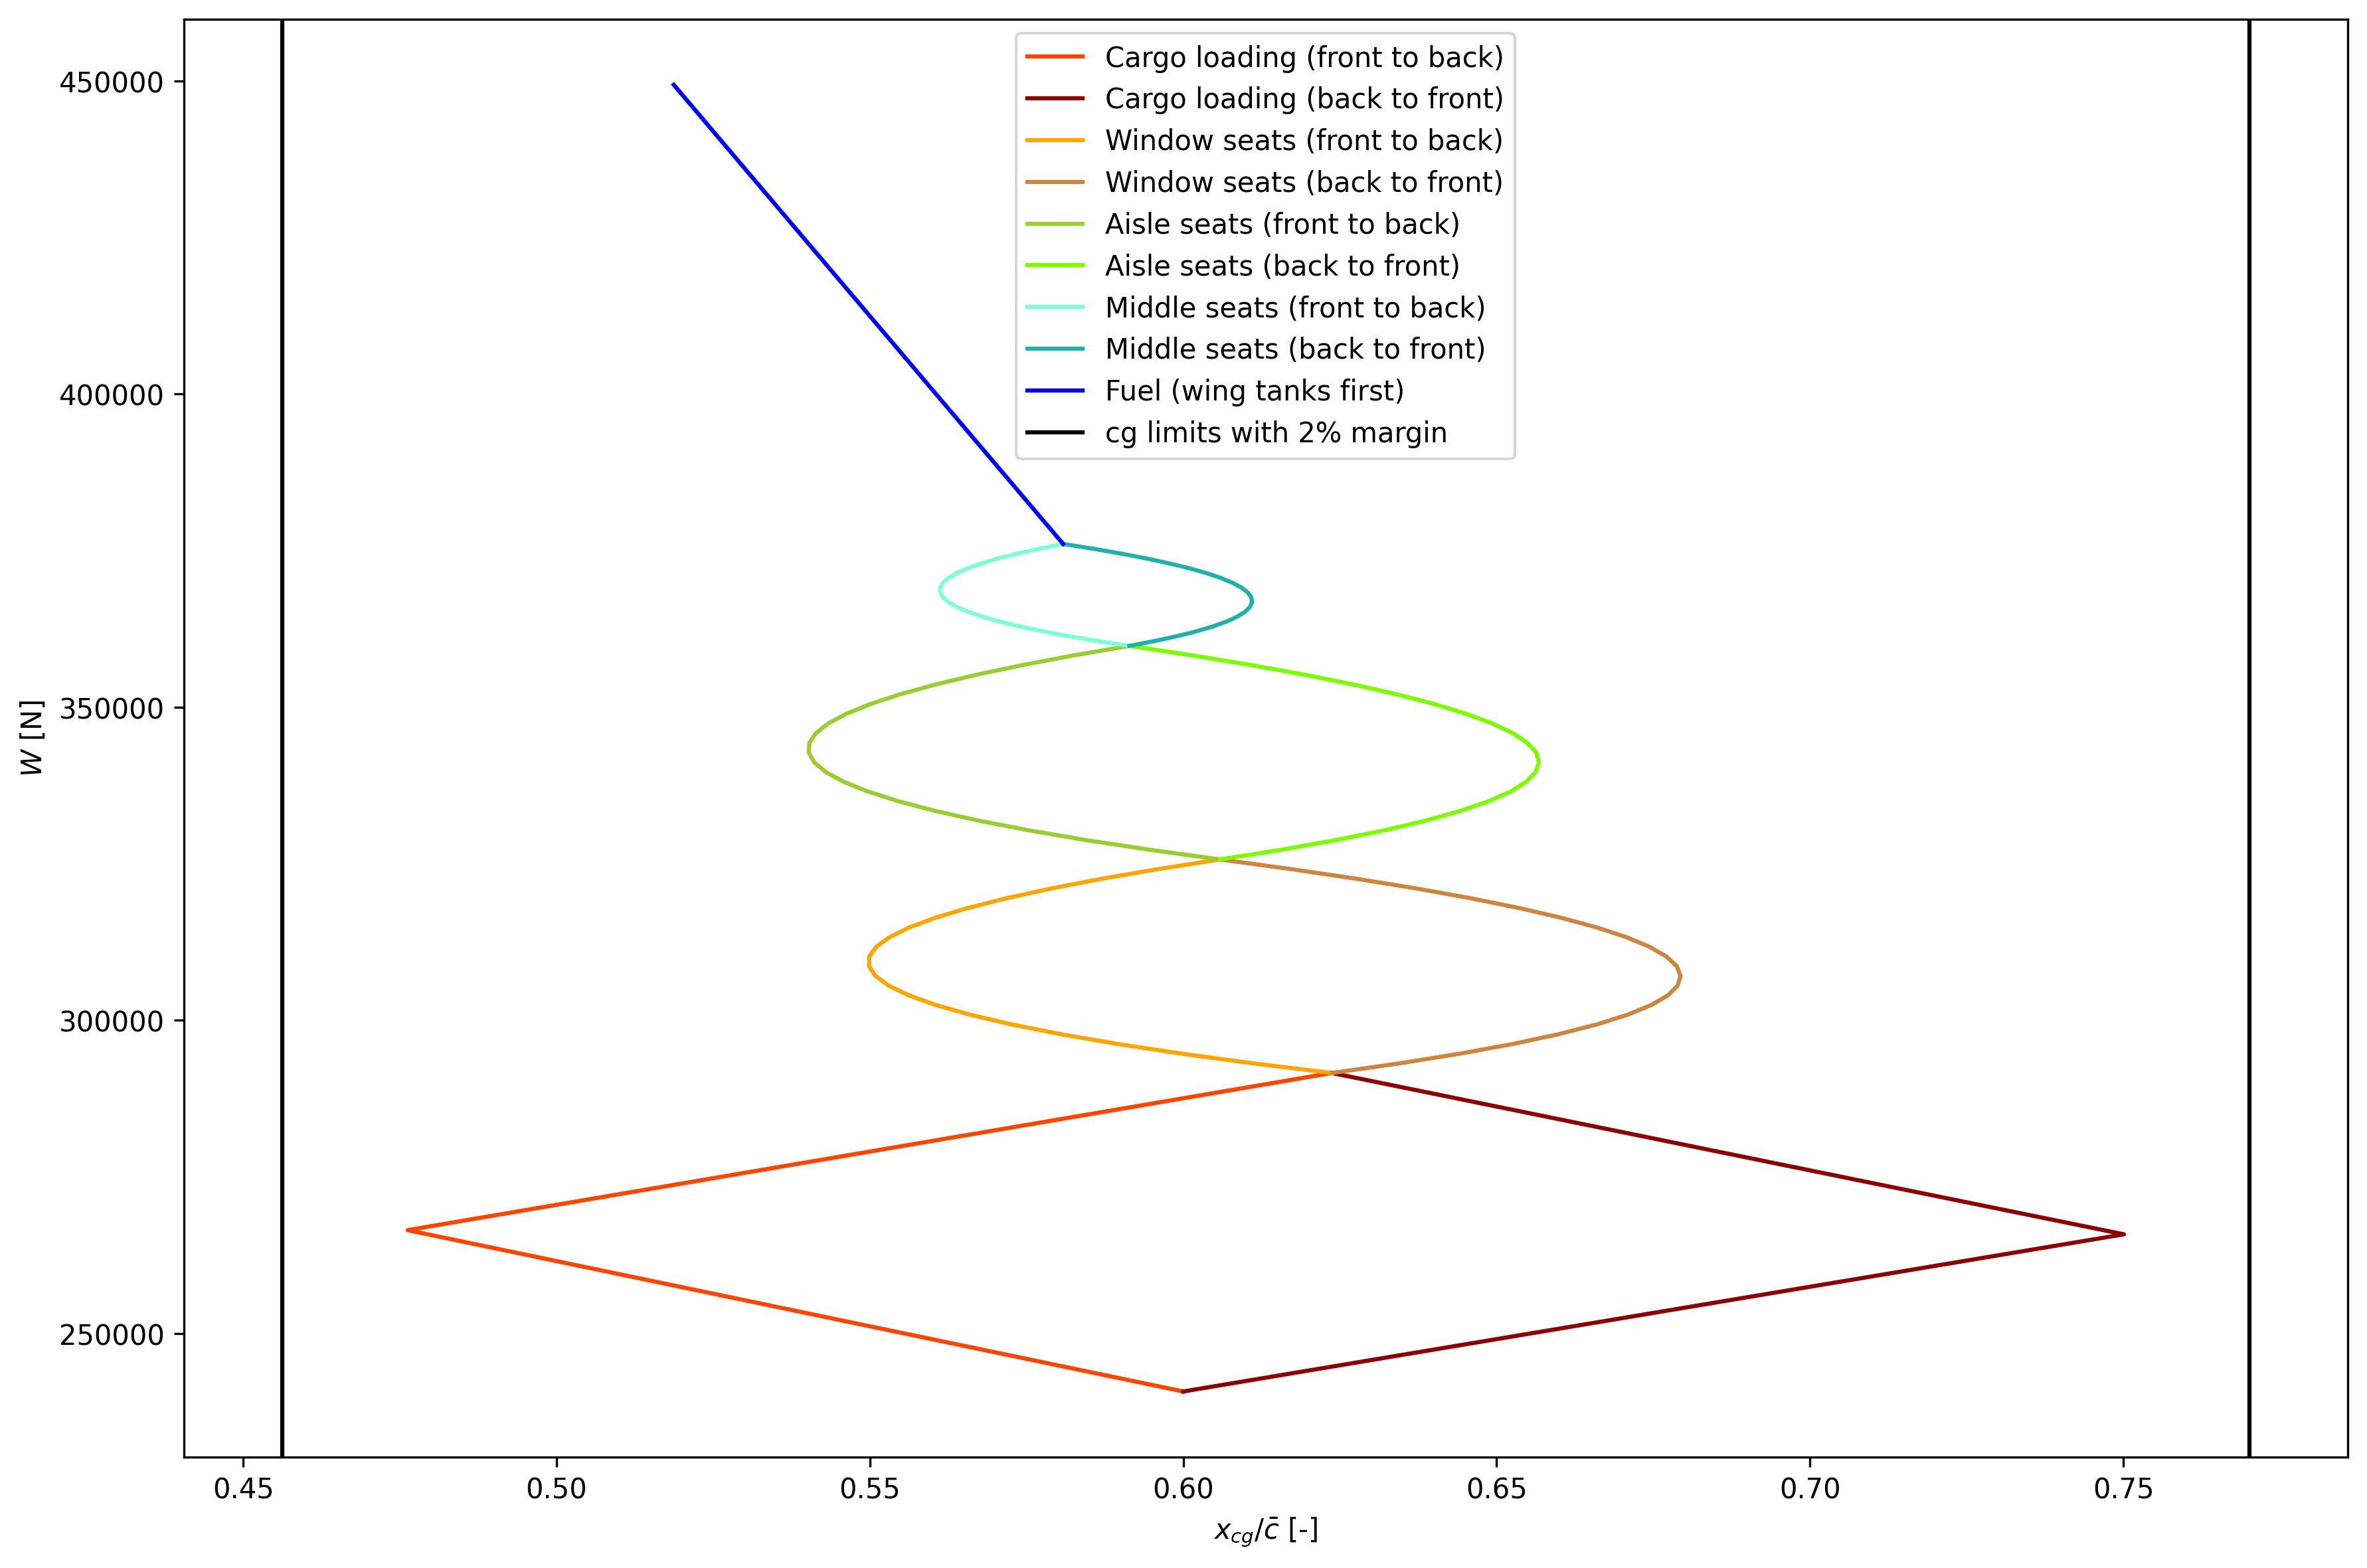 Cargo loading (front to back)
Cargo loading (back to front)
Window seats (front to back)
Window seats (back to front)
Aisle seats (front to back)
Aisle seats (back to front)
Middle seats (front to back)
Middle seats (back to front)
Fuel (wing tanks first)
cg limits with 2% margin
450000
400000
350000
300000
250000
W [N]
0.45 0.50 0.55 0.60 0.65 0.70 0.75
x_cg/c̄ [-]